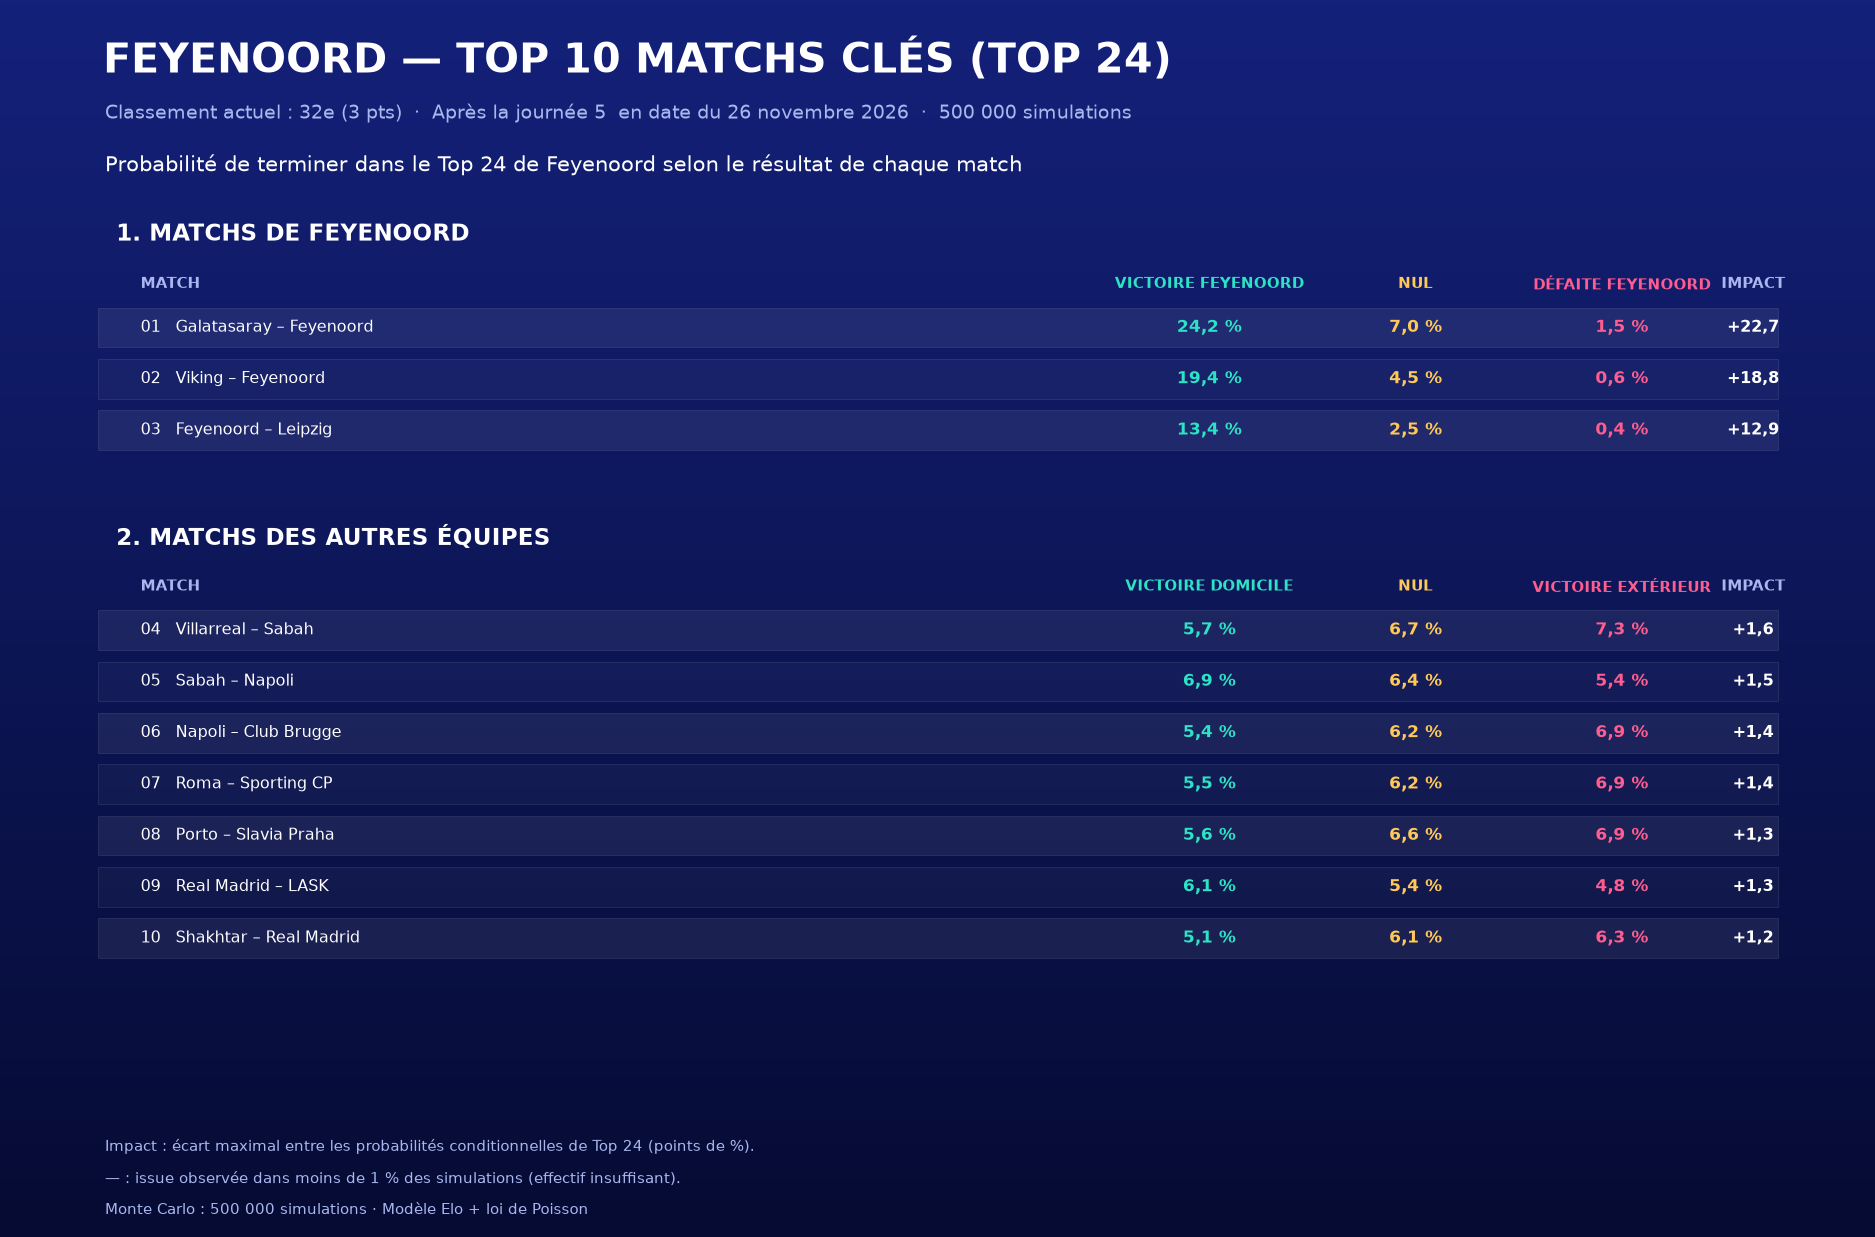 FEYENOORD — TOP 10 MATCHS CLÉS (TOP 24)
Classement actuel : 32e (3 pts) · Après la journée 5 en date du 26 novembre 2026 · 500 000 simulations
Probabilité de terminer dans le Top 24 de Feyenoord selon le résultat de chaque match
1. MATCHS DE FEYENOORD
MATCH VICTOIRE FEYENOORD NUL DÉFAITE FEYENOORD IMPACT
01 Galatasaray – Feyenoord 24,2 % 7,0 % 1,5 % +22,7
02 Viking – Feyenoord 19,4 % 4,5 % 0,6 % +18,8
03 Feyenoord – Leipzig 13,4 % 2,5 % 0,4 % +12,9
2. MATCHS DES AUTRES ÉQUIPES
MATCH VICTOIRE DOMICILE NUL VICTOIRE EXTÉRIEUR IMPACT
04 Villarreal – Sabah 5,7 % 6,7 % 7,3 % +1,6
05 Sabah – Napoli 6,9 % 6,4 % 5,4 % +1,5
06 Napoli – Club Brugge 5,4 % 6,2 % 6,9 % +1,4
07 Roma – Sporting CP 5,5 % 6,2 % 6,9 % +1,4
08 Porto – Slavia Praha 5,6 % 6,6 % 6,9 % +1,3
09 Real Madrid – LASK 6,1 % 5,4 % 4,8 % +1,3
10 Shakhtar – Real Madrid 5,1 % 6,1 % 6,3 % +1,2
Impact : écart maximal entre les probabilités conditionnelles de Top 24 (points de %).
— : issue observée dans moins de 1 % des simulations (effectif insuffisant).
Monte Carlo : 500 000 simulations · Modèle Elo + loi de Poisson